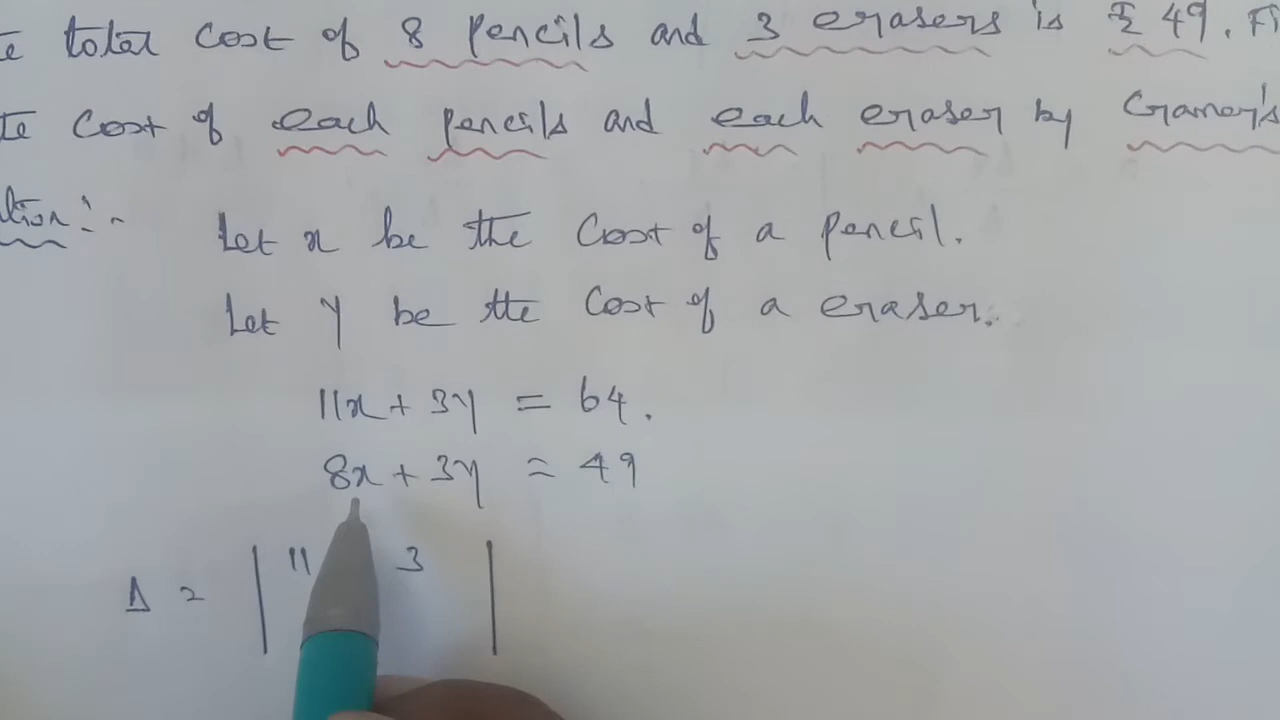 total cost of 8 pencils and 3 erasers is ₹ 49. Fi
cost of each pencils and each eraser by Cramer's
tion:-
Let x be the cost of a pencil.
Let y be the cost of a eraser.
11x + 3y = 64.
8x + 3y = 49
Δ = | 11 3 |